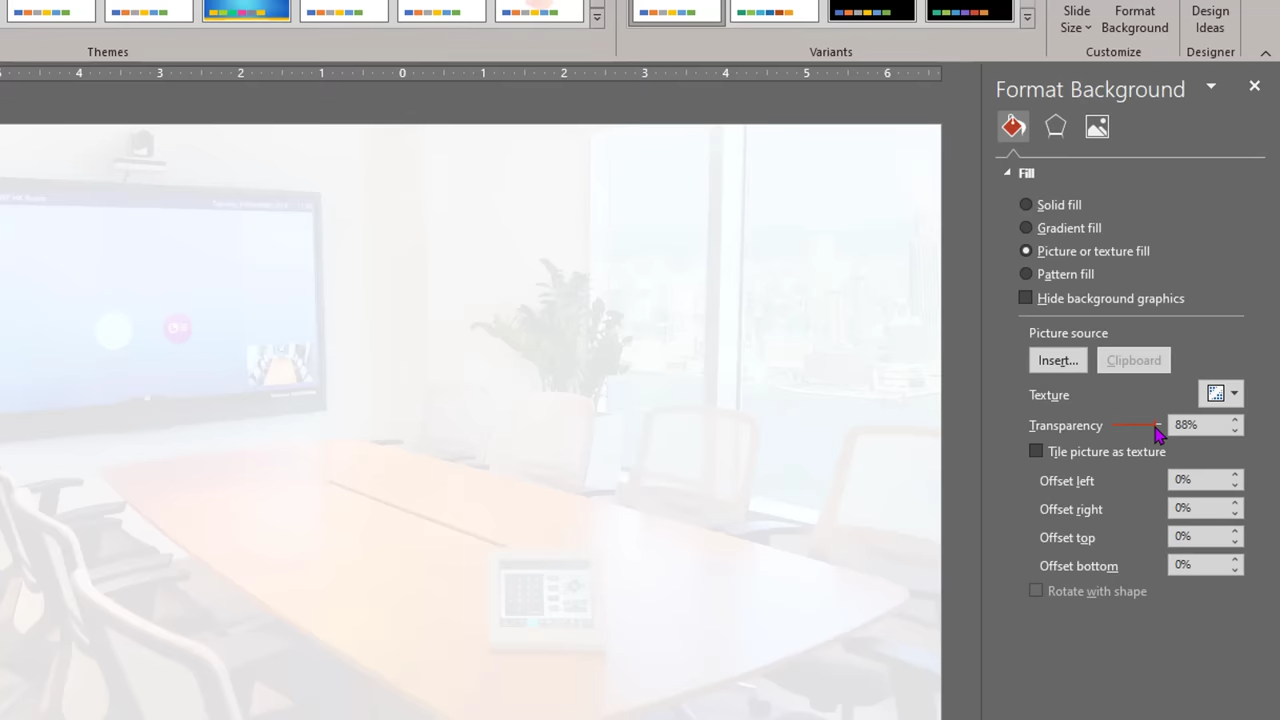 Slide
Size
Format
Background
Design
Ideas
Themes
Variants
Customize
Designer
4 3 2 1 0 1 2 3 4 5 6
Format Background
Fill
Solid fill
Gradient fill
Picture or texture fill
Pattern fill
Hide background graphics
Picture source
Insert...
Clipboard
Texture
Transparency 88%
Tile picture as texture
Offset left 0%
Offset right 0%
Offset top 0%
Offset bottom 0%
Rotate with shape